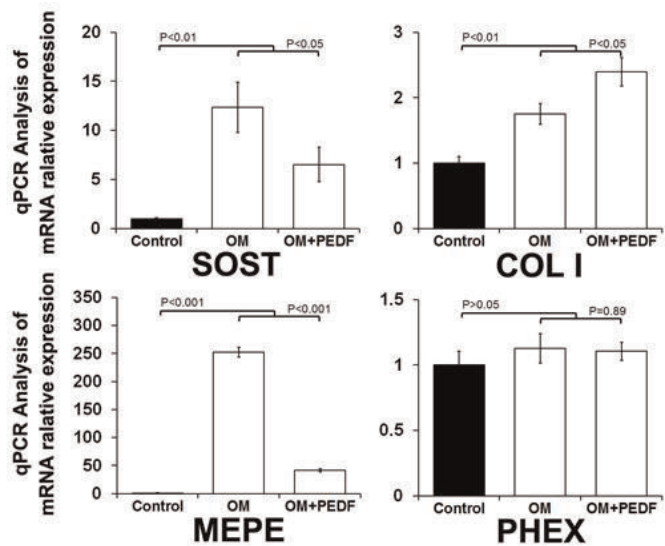 qPCR Analysis of
mRNA ralative expression
P<0.01
P<0.05
20
15
10
5
0
Control OM OM+PEDF
SOST
P<0.01
P<0.05
3
2
1
0
Control OM OM+PEDF
COL I
qPCR Analysis of
mRNA ralative expression
P<0.001
P<0.001
350
300
250
200
150
100
50
0
Control OM OM+PEDF
MEPE
P>0.05
P=0.89
1.5
1
0.5
0
Control OM OM+PEDF
PHEX